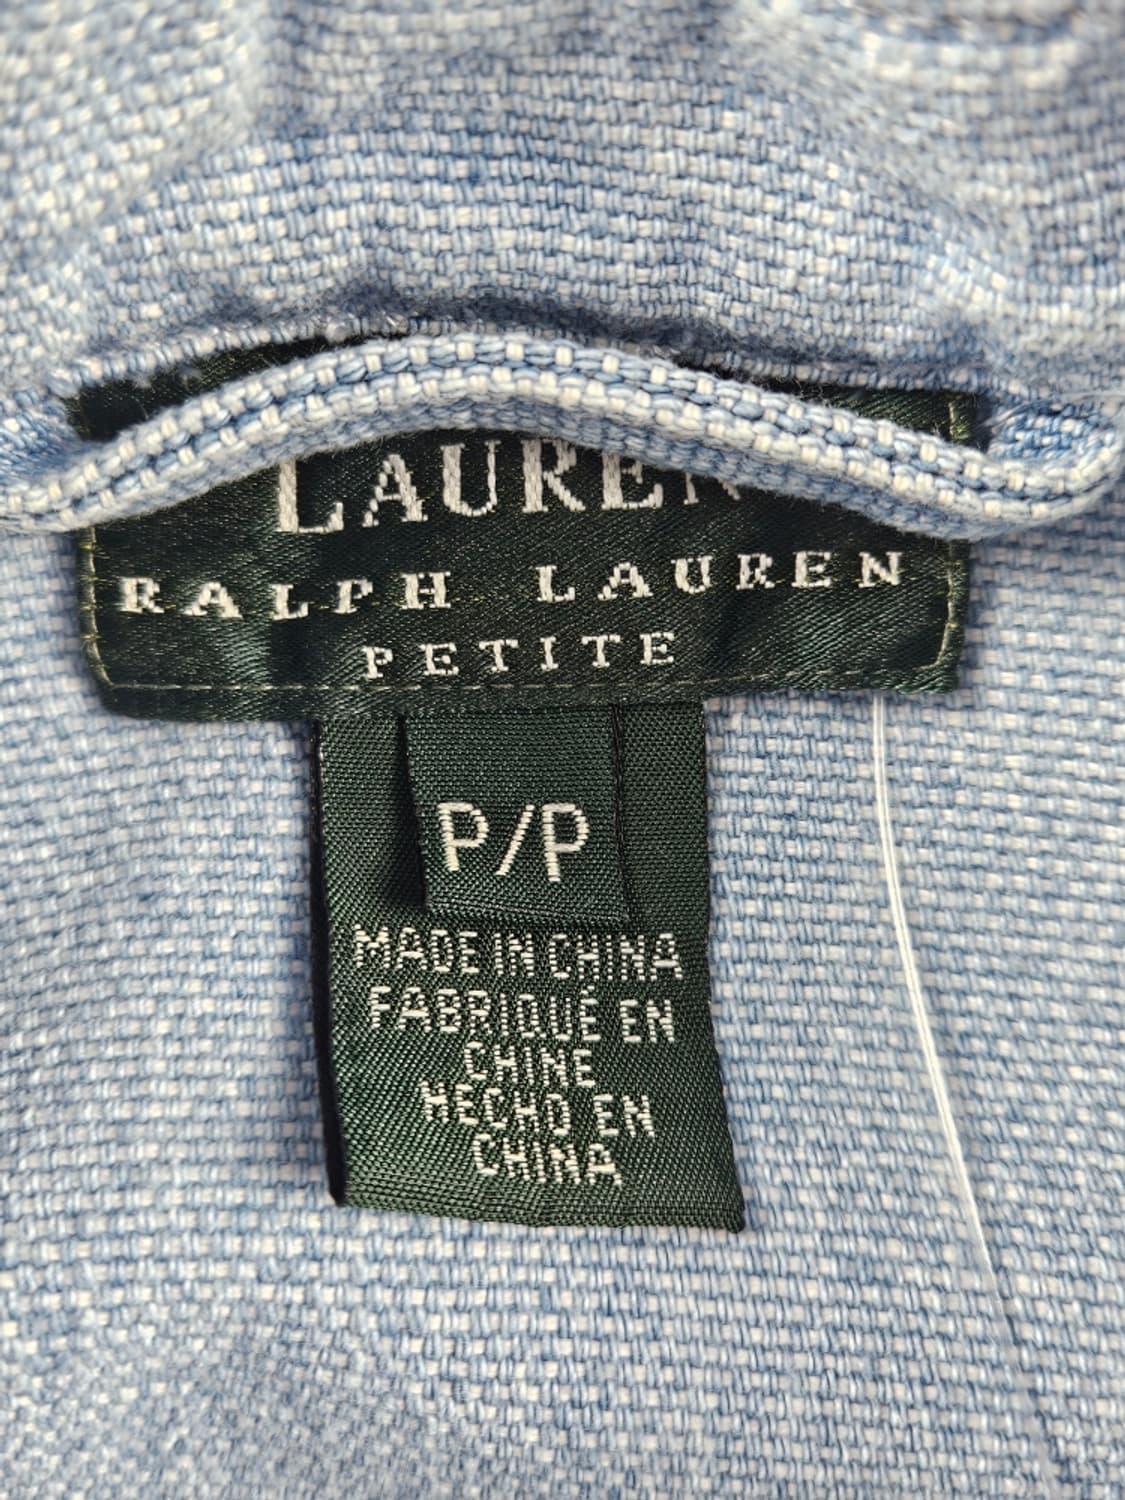 LAUREN
RALPH LAUREN
PETITE
P/P
MADE IN CHINA
FABRIQUÉ EN
CHINE
HECHO EN
CHINA